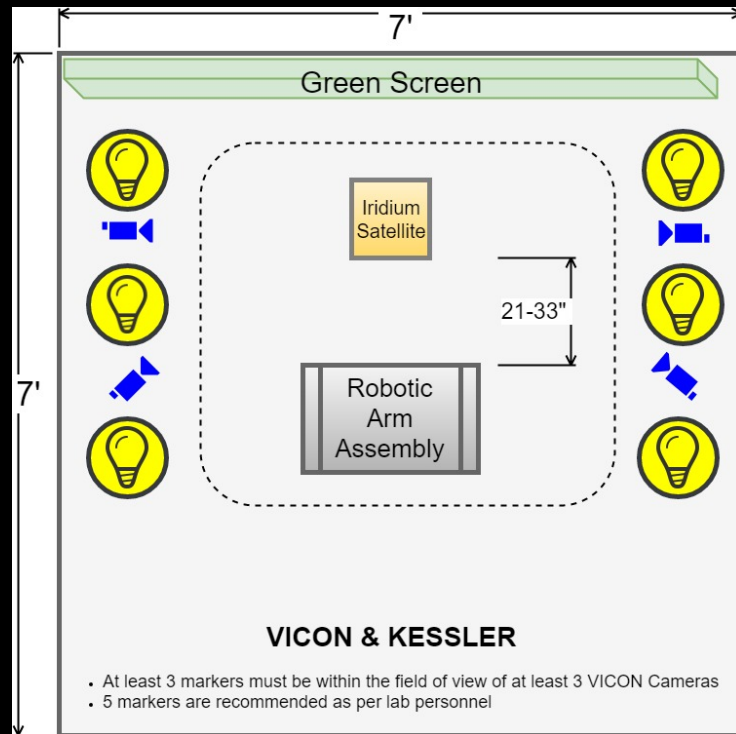 7'
Green Screen
Iridium
Satellite
21-33"
7'
Robotic
Arm
Assembly
VICON & KESSLER
• At least 3 markers must be within the field of view of at least 3 VICON Cameras
• 5 markers are recommended as per lab personnel